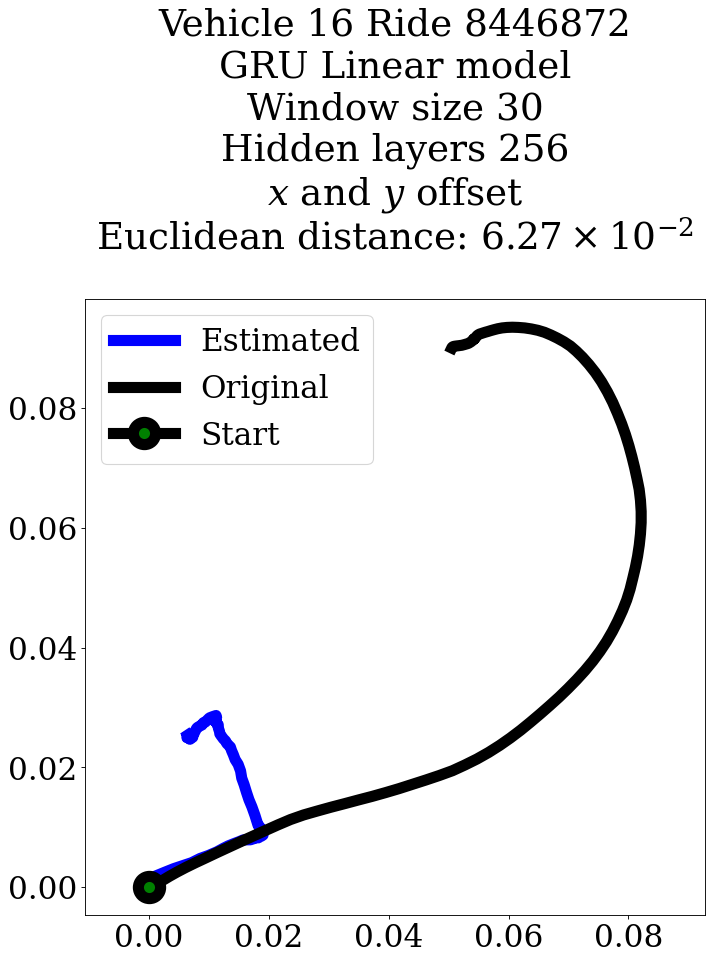 Vehicle 16 Ride 8446872
GRU Linear model
Window size 30
Hidden layers 256
x and y offset
Euclidean distance: 6.27 × 10⁻²
Estimated
Original
Start
0.08
0.06
0.04
0.02
0.00
0.00 0.02 0.04 0.06 0.08